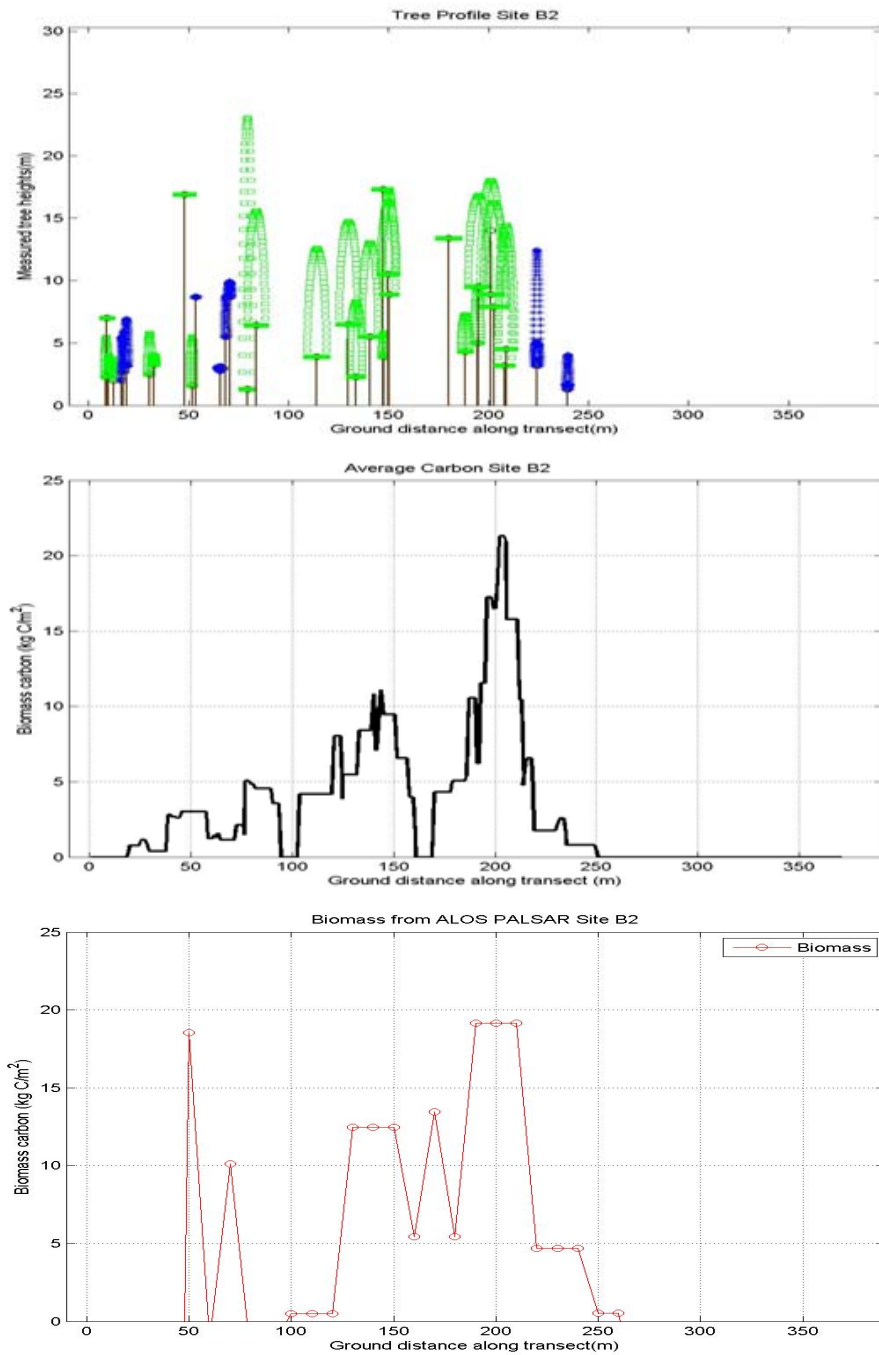 Tree Profile Site B2
30
25
20
15
10
5
0
Measured tree heights(m)
0 50 100 150 200 250 300 350
Ground distance along transect(m)
Average Carbon Site B2
25
20
15
10
5
0
Biomass carbon (kg C/m²)
0 50 100 150 200 250 300 350
Ground distance along transect (m)
Biomass from ALOS PALSAR Site B2
25
20
15
10
5
0
Biomass carbon (kg C/m²)
Biomass
0 50 100 150 200 250 300 350
Ground distance along transect(m)